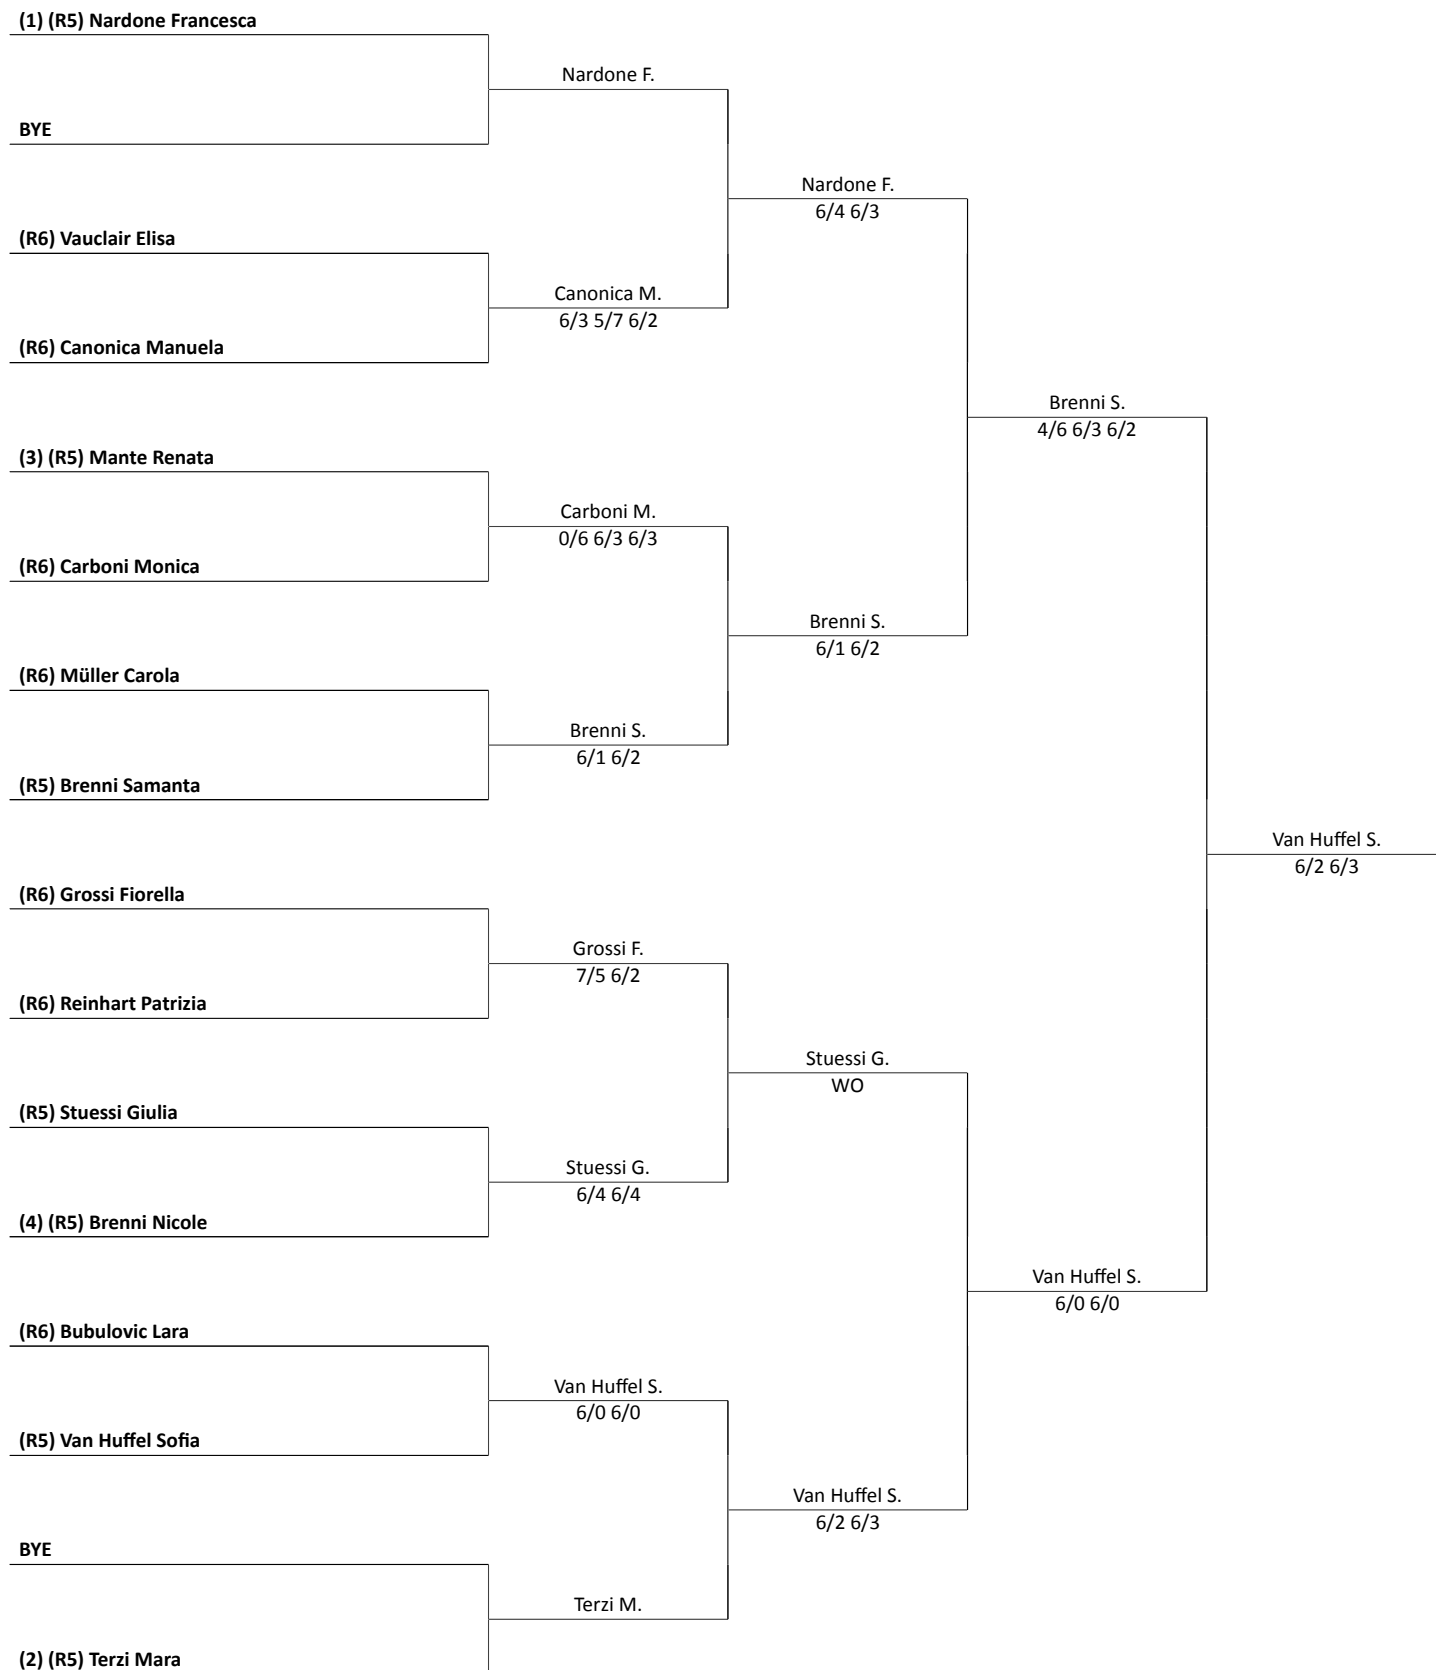 (1) (R5) Nardone Francesca
Nardone F.
BYE
Nardone F.
6/4 6/3
(R6) Vauclair Elisa
Canonica M.
6/3 5/7 6/2
(R6) Canonica Manuela
Brenni S.
4/6 6/3 6/2
(3) (R5) Mante Renata
Carboni M.
0/6 6/3 6/3
(R6) Carboni Monica
Brenni S.
6/1 6/2
(R6) Müller Carola
Brenni S.
6/1 6/2
(R5) Brenni Samanta
Van Huffel S.
6/2 6/3
(R6) Grossi Fiorella
Grossi F.
7/5 6/2
(R6) Reinhart Patrizia
Stuessi G.
WO
(R5) Stuessi Giulia
Stuessi G.
6/4 6/4
(4) (R5) Brenni Nicole
Van Huffel S.
6/0 6/0
(R6) Bubulovic Lara
Van Huffel S.
6/0 6/0
(R5) Van Huffel Sofia
Van Huffel S.
6/2 6/3
BYE
Terzi M.
(2) (R5) Terzi Mara